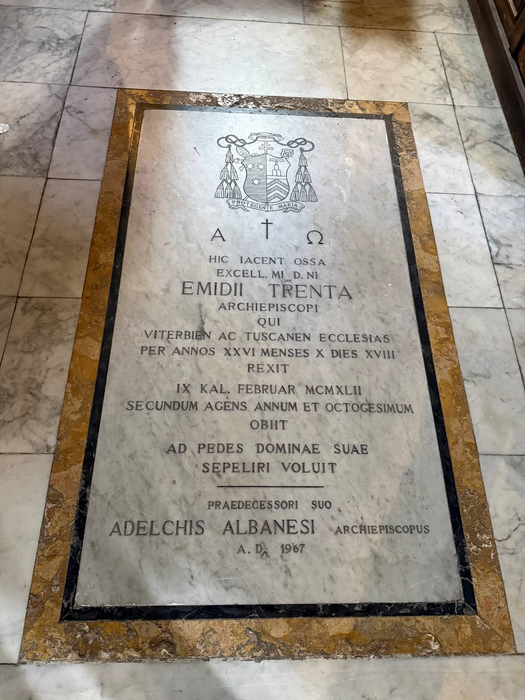 PROTEGENTE MARIA
A Ω
HIC IACENT OSSA
EXCELL.MI D. NI
EMIDII TRENTA
ARCHIEPISCOPI
QUI
VITERBIEN AC TUSCANEN ECCLESIAS
PER ANNOS XXVI MENSES X DIES XVIII
REXIT
IX KAL. FEBRUAR MCMXLII
SECUNDUM AGENS ANNUM ET OCTOGESIMUM
OBIIT
AD PEDES DOMINAE SUAE
SEPELIRI VOLUIT
PRAEDECESSORI SUO
ADELCHIS ALBANESI ARCHIEPISCOPUS
A. D. 1967